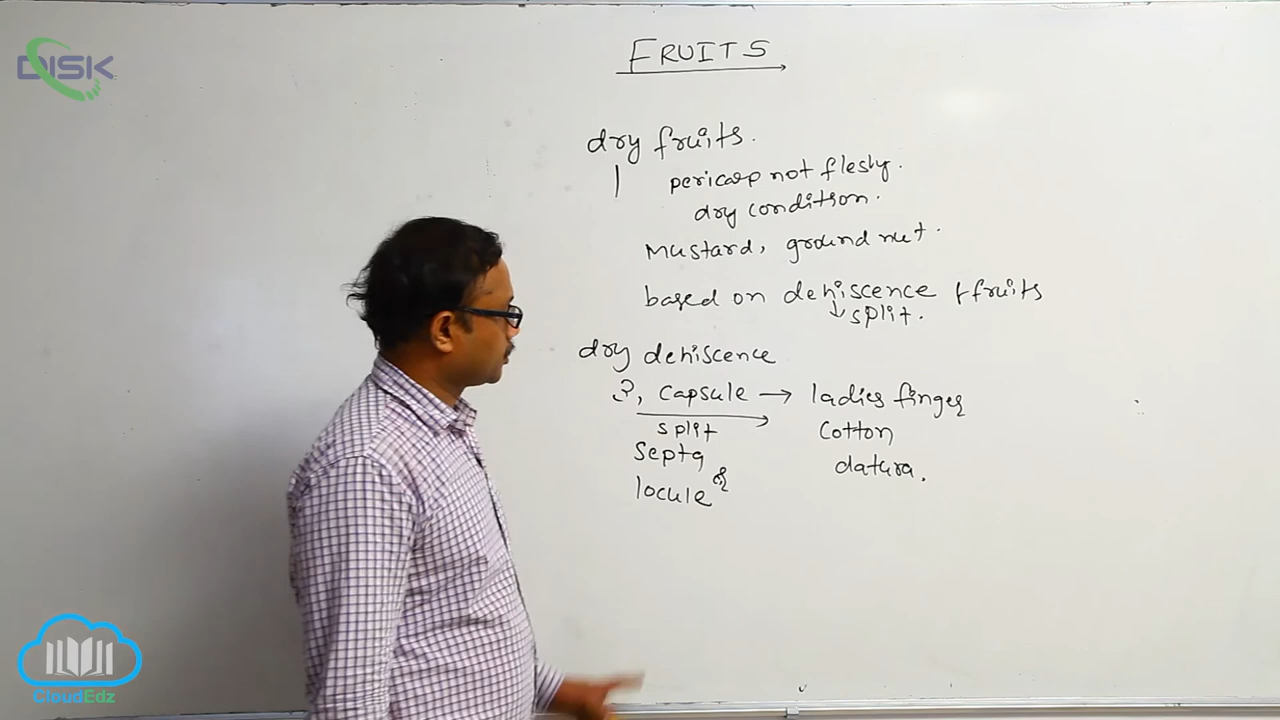 DISK
FRUITS
dry fruits.
pericarp not fleshy.
dry condition.
Mustard, ground nut.
based on dehiscence fruits
split.
dry dehiscence
capsule → ladies finger
split
cotton
septa
datura.
locule
CloudEdz